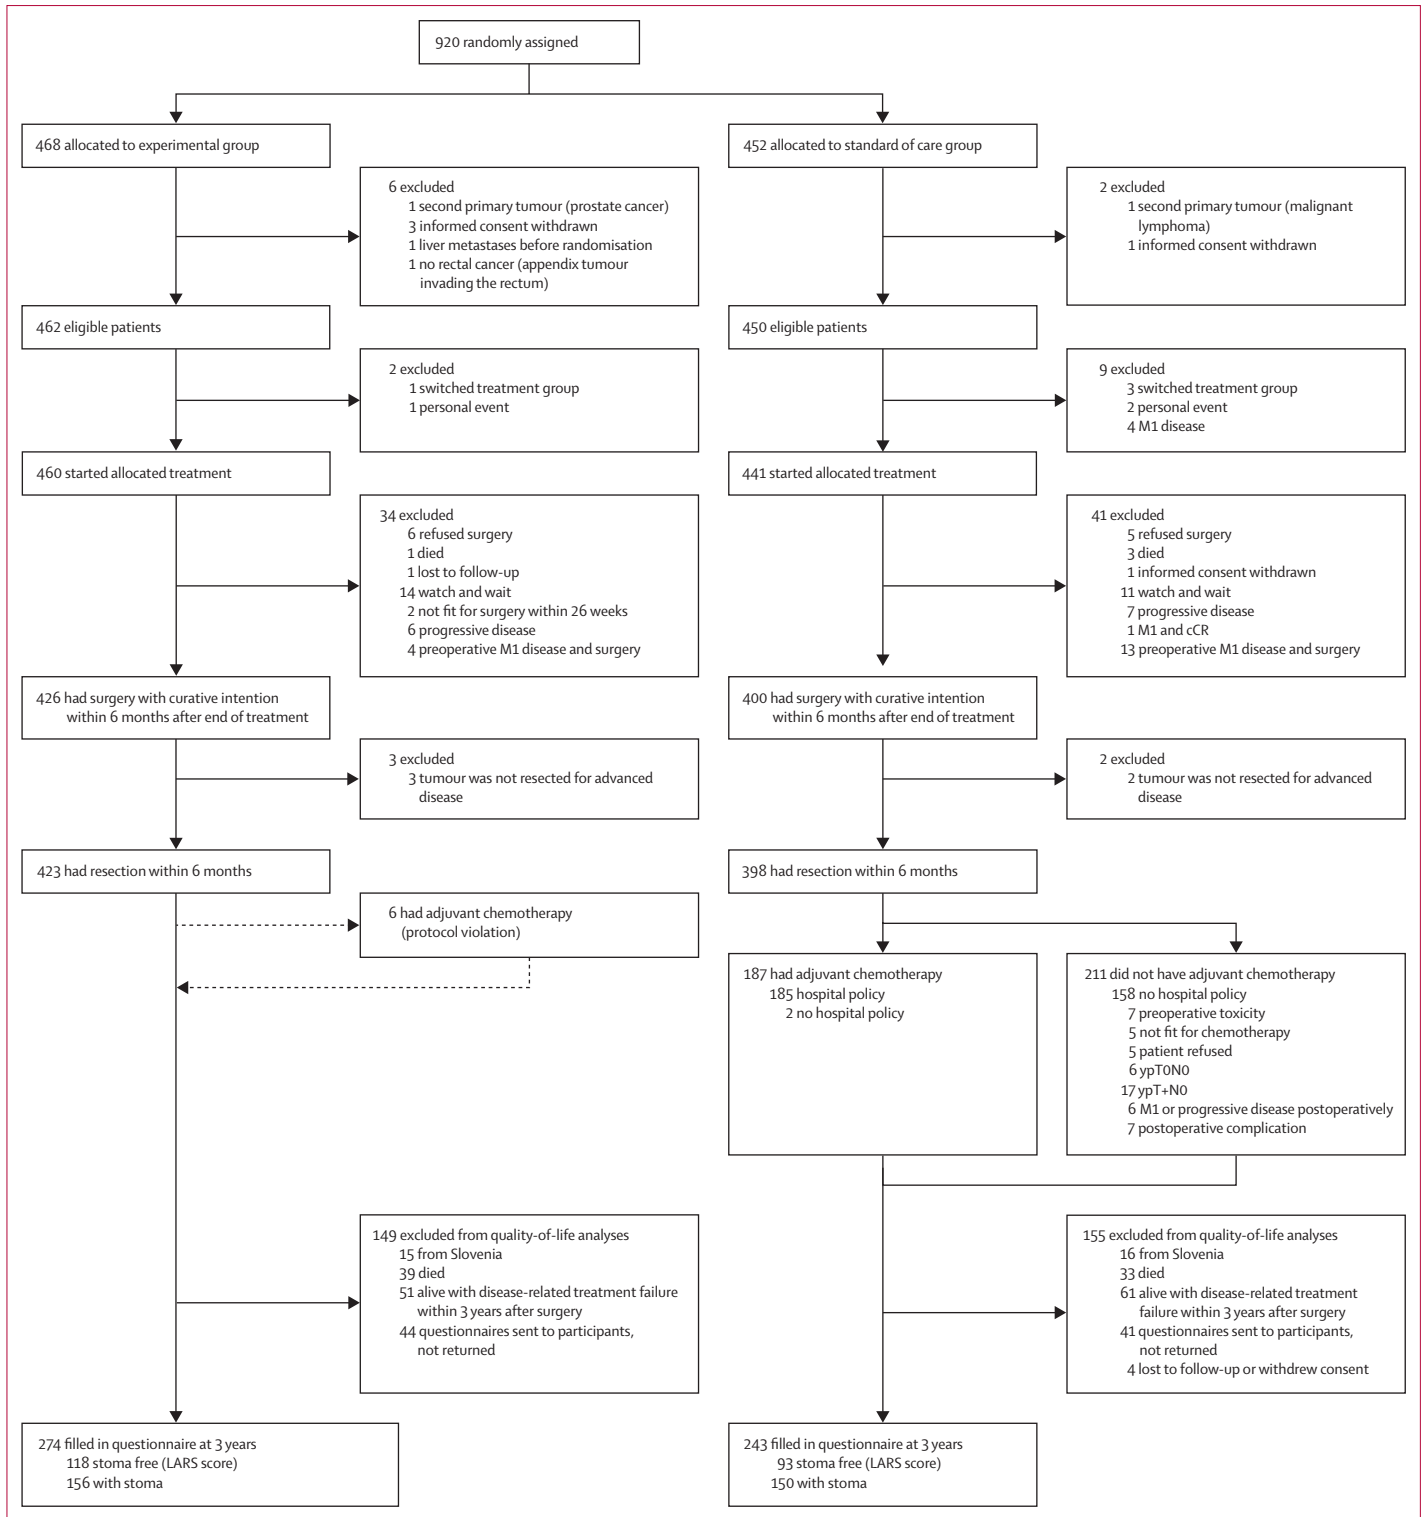 920 randomly assigned
468 allocated to experimental group
452 allocated to standard of care group
6 excluded
1 second primary tumour (prostate cancer)
3 informed consent withdrawn
1 liver metastases before randomisation
1 no rectal cancer (appendix tumour
invading the rectum)
2 excluded
1 second primary tumour (malignant
lymphoma)
1 informed consent withdrawn
462 eligible patients
450 eligible patients
2 excluded
1 switched treatment group
1 personal event
9 excluded
3 switched treatment group
2 personal event
4 M1 disease
460 started allocated treatment
441 started allocated treatment
34 excluded
6 refused surgery
1 died
1 lost to follow-up
14 watch and wait
2 not fit for surgery within 26 weeks
6 progressive disease
4 preoperative M1 disease and surgery
41 excluded
5 refused surgery
3 died
1 informed consent withdrawn
11 watch and wait
7 progressive disease
1 M1 and cCR
13 preoperative M1 disease and surgery
426 had surgery with curative intention
within 6 months after end of treatment
400 had surgery with curative intention
within 6 months after end of treatment
3 excluded
3 tumour was not resected for advanced
disease
2 excluded
2 tumour was not resected for advanced
disease
423 had resection within 6 months
398 had resection within 6 months
6 had adjuvant chemotherapy
(protocol violation)
187 had adjuvant chemotherapy
185 hospital policy
2 no hospital policy
211 did not have adjuvant chemotherapy
158 no hospital policy
7 preoperative toxicity
5 not fit for chemotherapy
5 patient refused
6 ypT0N0
17 ypT+N0
6 M1 or progressive disease postoperatively
7 postoperative complication
149 excluded from quality-of-life analyses
15 from Slovenia
39 died
51 alive with disease-related treatment failure
within 3 years after surgery
44 questionnaires sent to participants,
not returned
155 excluded from quality-of-life analyses
16 from Slovenia
33 died
61 alive with disease-related treatment
failure within 3 years after surgery
41 questionnaires sent to participants,
not returned
4 lost to follow-up or withdrew consent
274 filled in questionnaire at 3 years
118 stoma free (LARS score)
156 with stoma
243 filled in questionnaire at 3 years
93 stoma free (LARS score)
150 with stoma